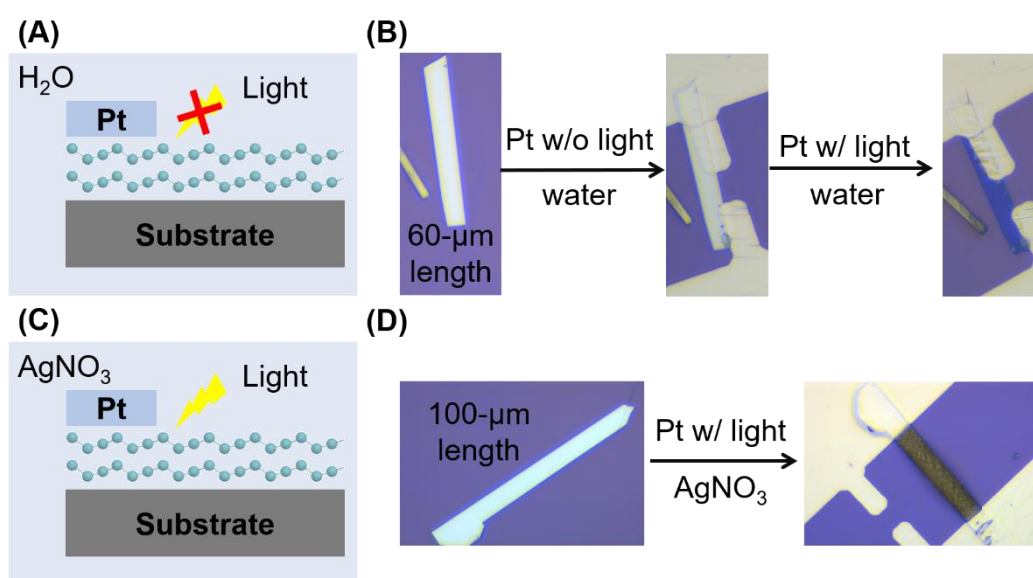 (A)
H₂O
Light
Pt
Substrate
(B)
60-μm
length
Pt w/o light
water
Pt w/ light
water
(C)
AgNO₃
Light
Pt
Substrate
(D)
100-μm
length
Pt w/ light
AgNO₃